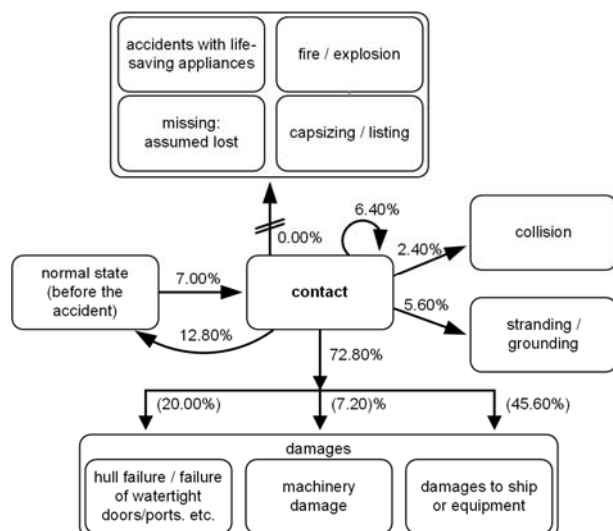 accidents with life-
saving appliances
fire / explosion
missing:
assumed lost
capsizing / listing
6.40%
0.00%
2.40%
collision
normal state
(before the
accident)
7.00%
contact
5.60%
stranding /
grounding
12.80%
72.80%
(20.00%)
(7.20)%
(45.60%)
damages
hull failure / failure
of watertight
doors/ports. etc.
machinery
damage
damages to ship
or equipment